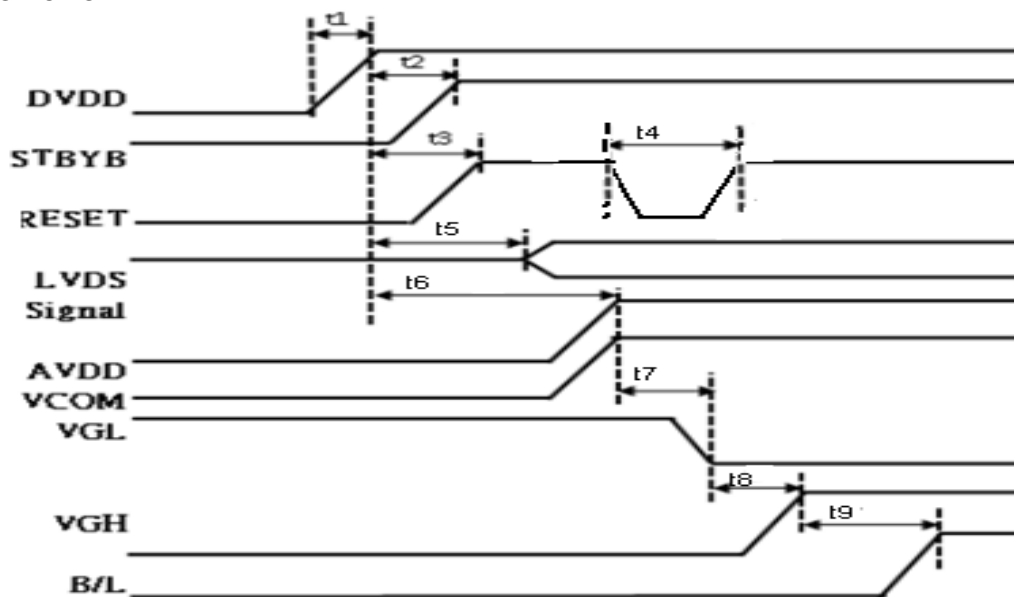 t1
t2
DVDD
t3
t4
STBYB
RESET
t5
LVDS
t6
Signal
AVDD
t7
VCOM
VGL
t8
t9
VGH
B/L